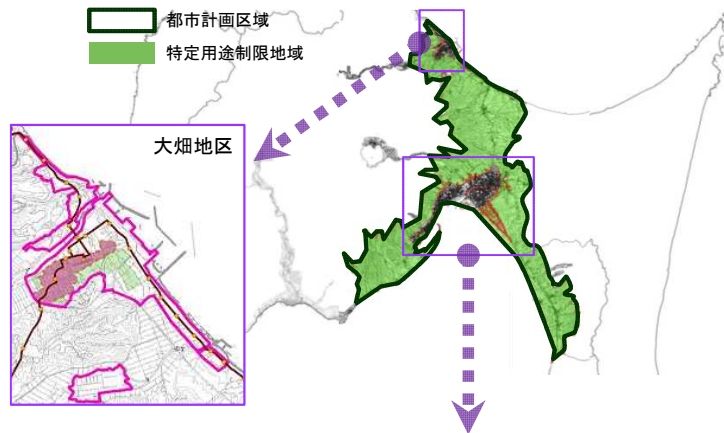 都市計画区域
特定用途制限地域
大畑地区